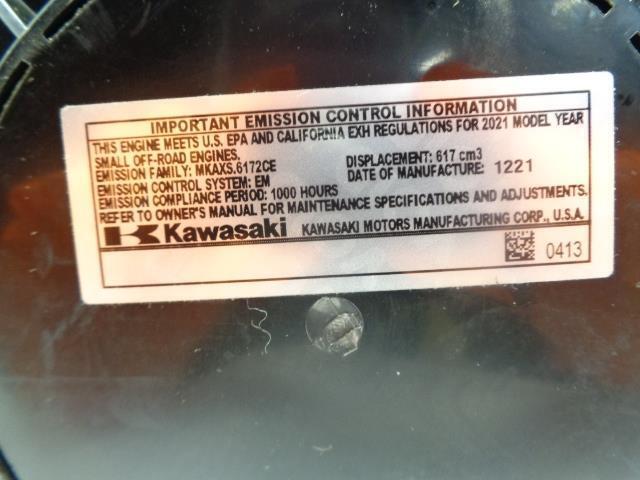 IMPORTANT EMISSION CONTROL INFORMATION
THIS ENGINE MEETS U.S. EPA AND CALIFORNIA EXH REGULATIONS FOR 2021 MODEL YEAR
SMALL OFF-ROAD ENGINES. DISPLACEMENT: 617 cm3
EMISSION FAMILY: MKAXS.6172CE DATE OF MANUFACTURE: 1221
EMISSION CONTROL SYSTEM: EM
EMISSION COMPLIANCE PERIOD: 1000 HOURS
REFER TO OWNER'S MANUAL FOR MAINTENANCE SPECIFICATIONS AND ADJUSTMENTS.
Kawasaki KAWASAKI MOTORS MANUFACTURING CORP., U.S.A.
0413